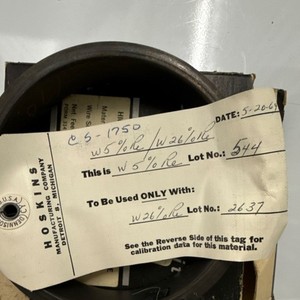 DATE: 5-20-64
CS-1750
W5%Re/W26%Re
This is W5%Re Lot No.: 544
To be Used ONLY With:
W26%Re Lot No.: 2637
See the Reverse Side of this tag for
calibration data for this material.
HOSKINS
MANUFACTURING COMPANY
DETROIT 8, MICHIGAN